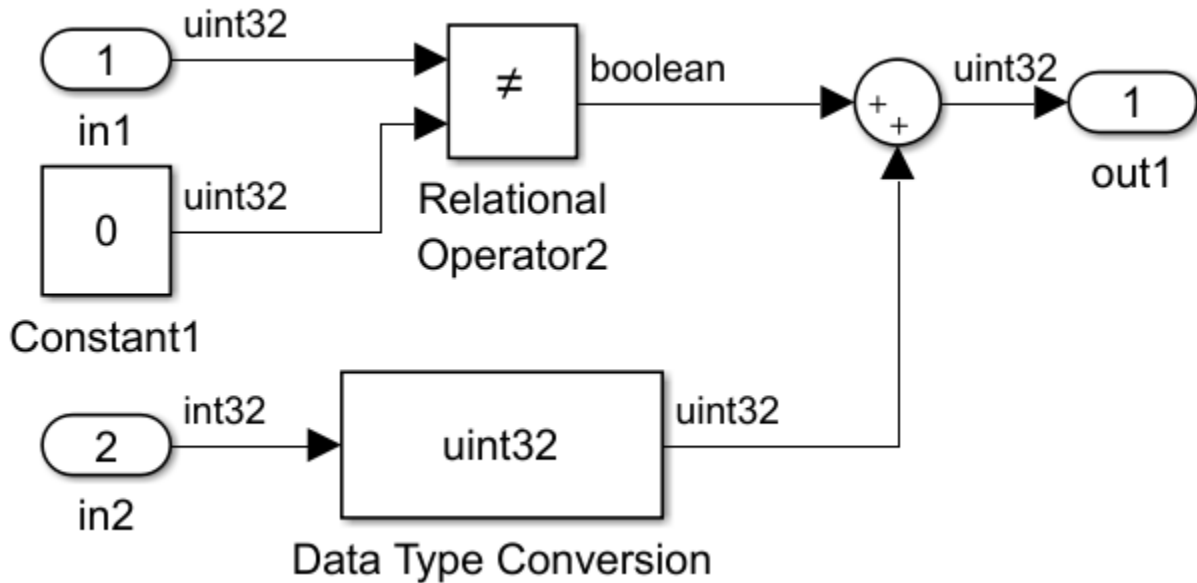 uint32
1
≠
boolean
uint32
in1
+
+
1
out1
0
uint32
Relational
Operator2
Constant1
int32
2
uint32
uint32
in2
Data Type Conversion